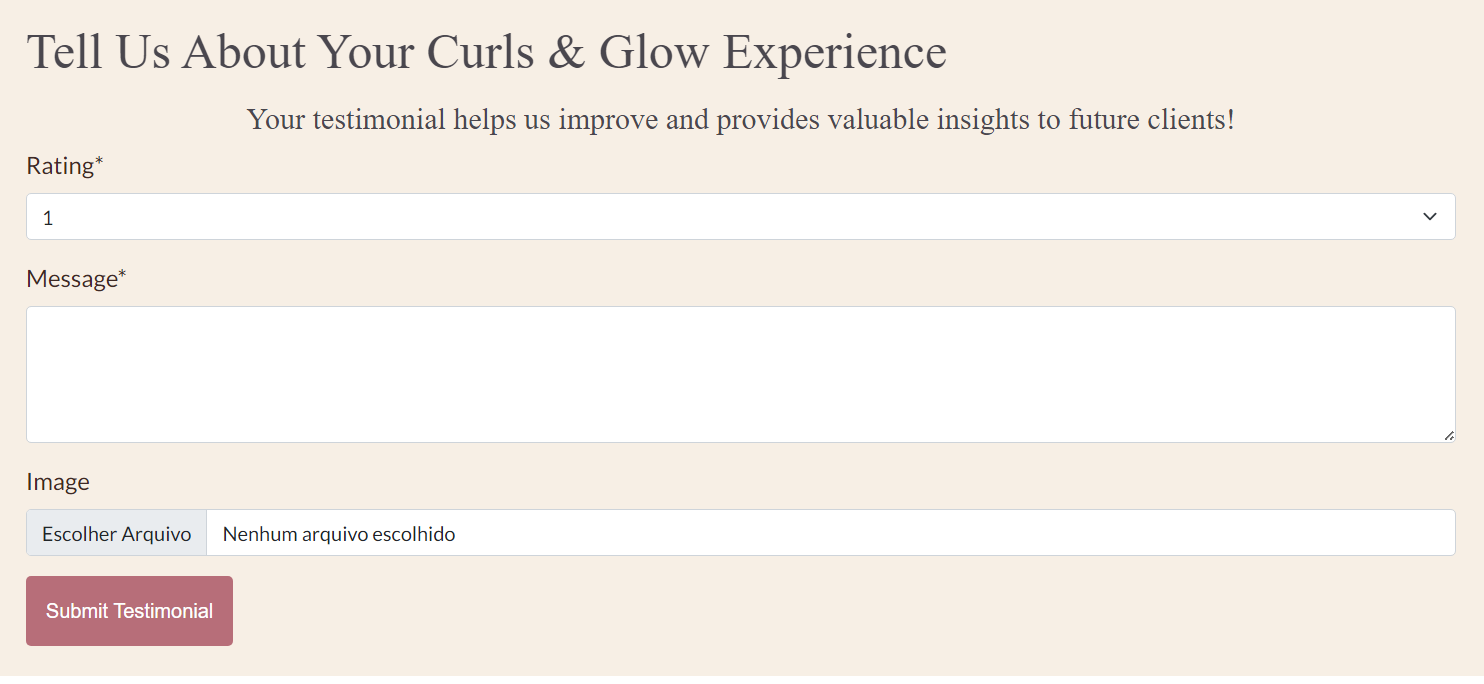 Tell Us About Your Curls & Glow Experience
Your testimonial helps us improve and provides valuable insights to future clients!
Rating*
1
Message*
Image
Escolher Arquivo Nenhum arquivo escolhido
Submit Testimonial